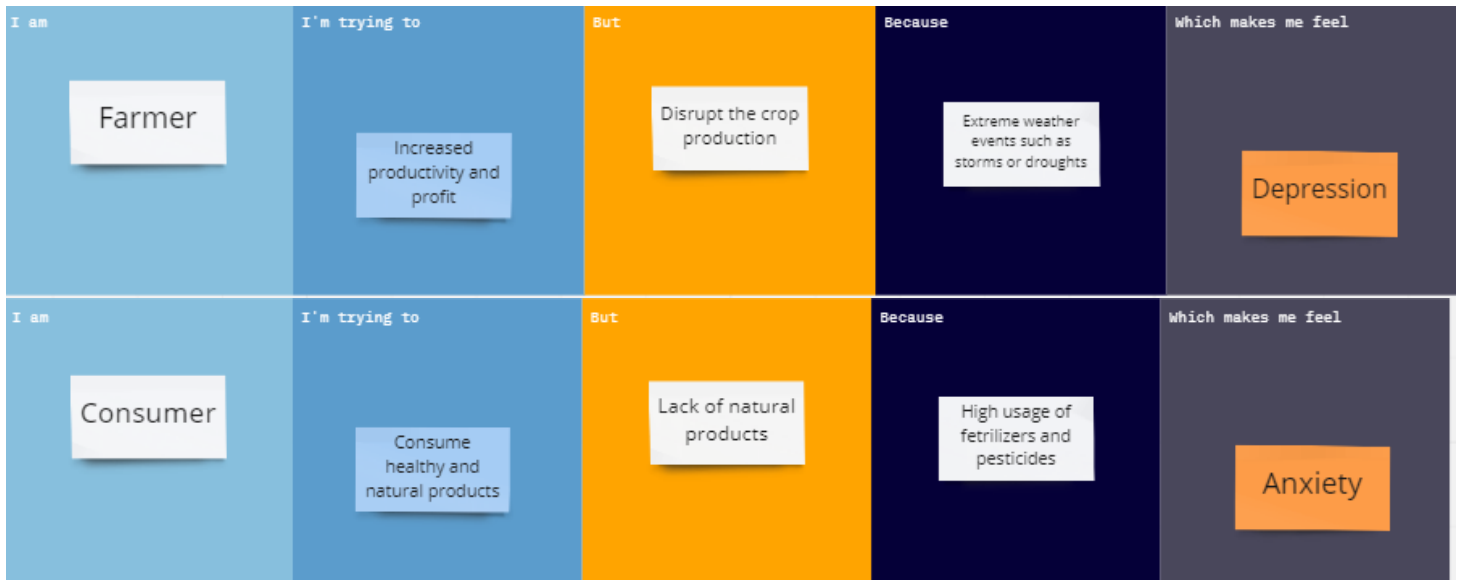 I am
I'm trying to
But
Because
Which makes me feel
Farmer
Increased
productivity and
profit
Disrupt the crop
production
Extreme weather
events such as
storms or droughts
Depression
I am
I'm trying to
But
Because
Which makes me feel
Consumer
Consume
healthy and
natural products
Lack of natural
products
High usage of
fetrilizers and
pesticides
Anxiety